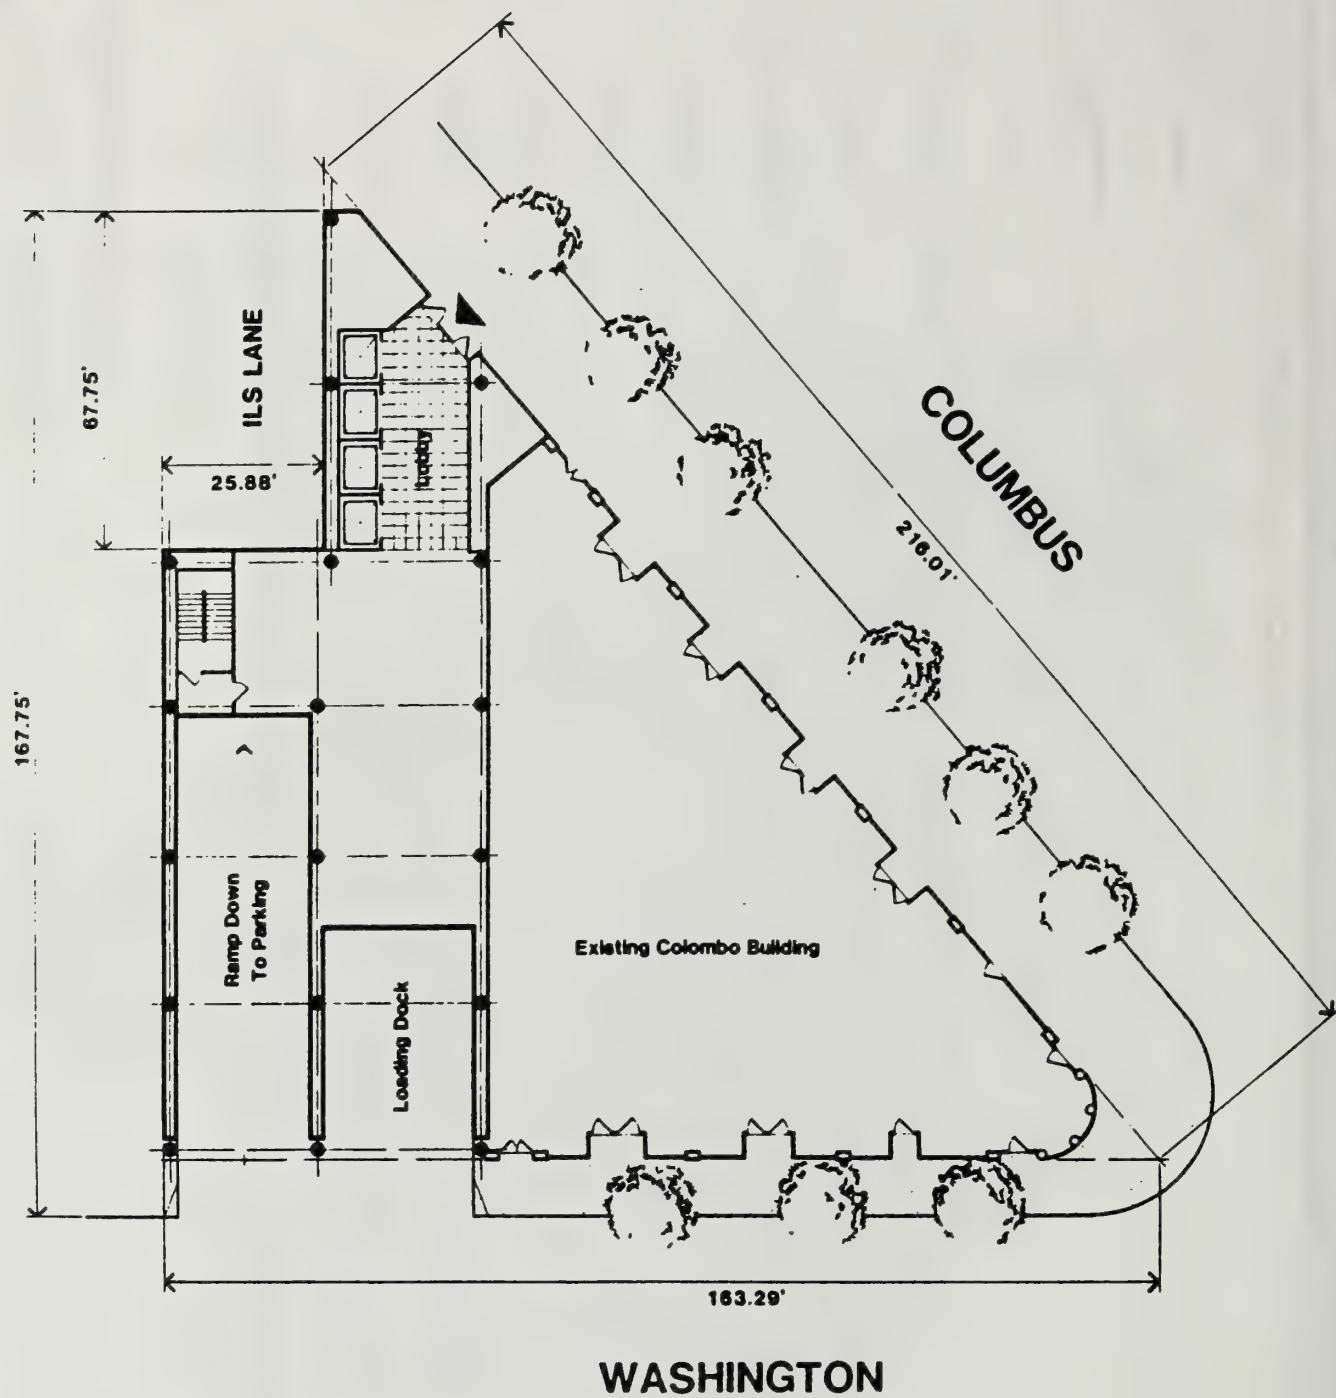 COLUMBUS
216.01'
ILS LANE
67.75'
25.88'
Lobby
167.75'
Ramp Down
To Parking
Loading Dock
Existing Colombo Building
163.29'
WASHINGTON